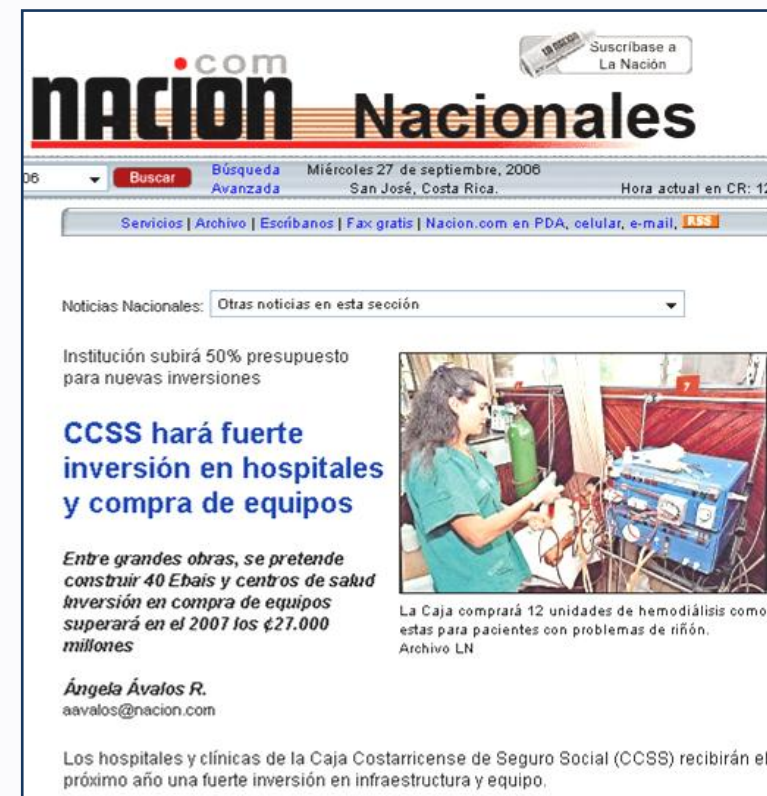 .com
nacion
Nacionales
LA NACION
Suscríbase a
La Nación
06
Buscar
Búsqueda
Avanzada
Miércoles 27 de septiembre, 2006
San José, Costa Rica.
Hora actual en CR: 12
Servicios | Archivo | Escríbanos | Fax gratis | Nacion.com en PDA, celular, e-mail, RSS
Noticias Nacionales: Otras noticias en esta sección
Institución subirá 50% presupuesto
para nuevas inversiones
CCSS hará fuerte
inversión en hospitales
y compra de equipos
Entre grandes obras, se pretende
construir 40 Ebais y centros de salud
Inversión en compra de equipos
superará en el 2007 los ¢27.000
millones
7
La Caja comprará 12 unidades de hemodiálisis como
estas para pacientes con problemas de riñón.
Archivo LN
Ángela Ávalos R.
aavalos@nacion.com
Los hospitales y clínicas de la Caja Costarricense de Seguro Social (CCSS) recibirán el
próximo año una fuerte inversión en infraestructura y equipo.